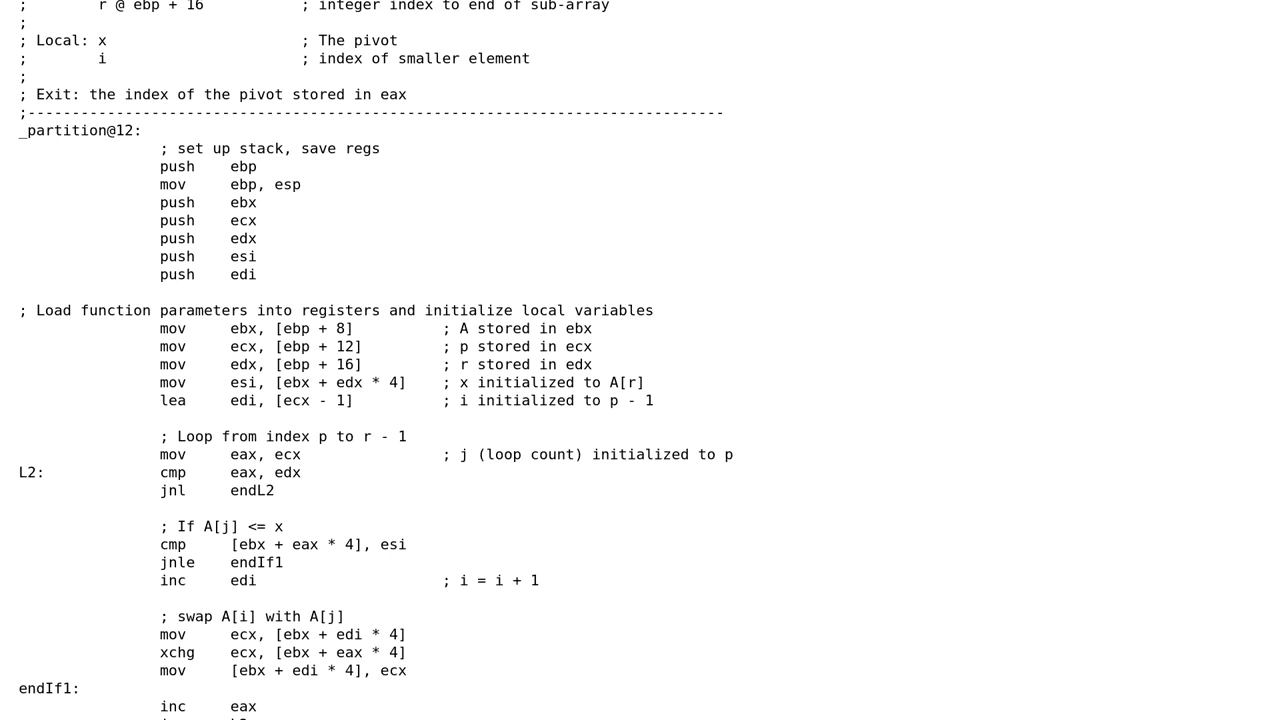 ;        r @ ebp + 16           ; integer index to end of sub-array
;
; Local: x                      ; The pivot
;        i                      ; index of smaller element
;
; Exit: the index of the pivot stored in eax
;-------------------------------------------------------------------------------
_partition@12:
                ; set up stack, save regs
                push    ebp
                mov     ebp, esp
                push    ebx
                push    ecx
                push    edx
                push    esi
                push    edi

; Load function parameters into registers and initialize local variables
                mov     ebx, [ebp + 8]          ; A stored in ebx
                mov     ecx, [ebp + 12]         ; p stored in ecx
                mov     edx, [ebp + 16]         ; r stored in edx
                mov     esi, [ebx + edx * 4]    ; x initialized to A[r]
                lea     edi, [ecx - 1]          ; i initialized to p - 1

                ; Loop from index p to r - 1
                mov     eax, ecx                ; j (loop count) initialized to p
L2:             cmp     eax, edx
                jnl     endL2

                ; If A[j] <= x
                cmp     [ebx + eax * 4], esi
                jnle    endIf1
                inc     edi                     ; i = i + 1

                ; swap A[i] with A[j]
                mov     ecx, [ebx + edi * 4]
                xchg    ecx, [ebx + eax * 4]
                mov     [ebx + edi * 4], ecx
endIf1:
                inc     eax